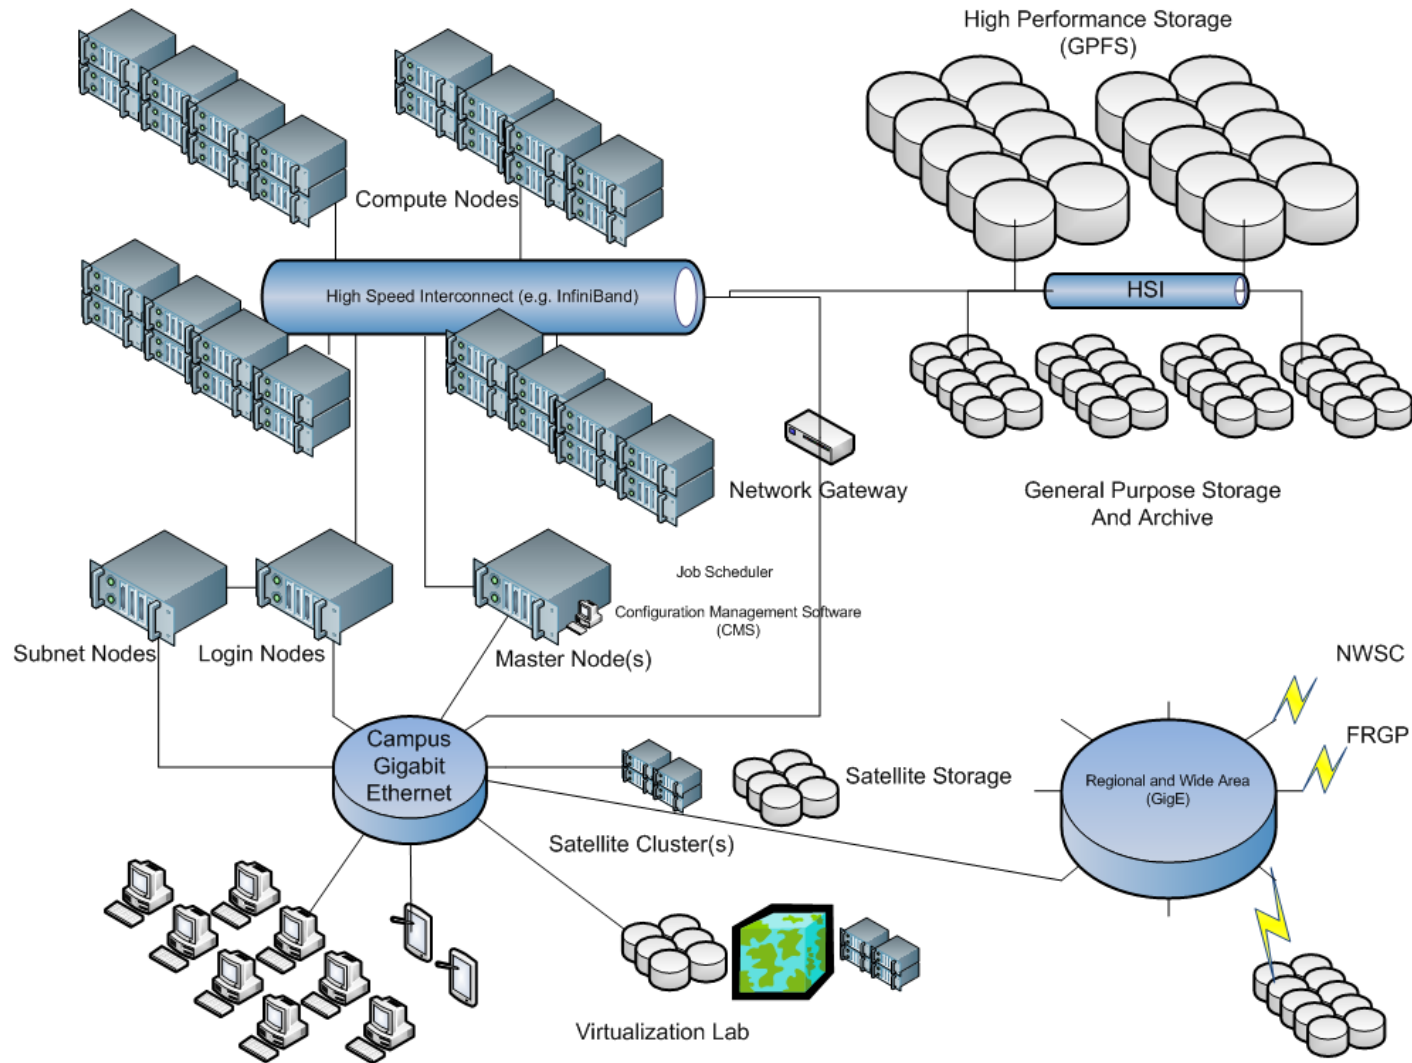 High Performance Storage
(GPFS)
Compute Nodes
High Speed Interconnect (e.g. InfiniBand)
HSI
Network Gateway
General Purpose Storage
And Archive
Job Scheduler
Configuration Management Software
(CMS)
Subnet Nodes
Login Nodes
Master Node(s)
NWSC
FRGP
Campus
Gigabit
Ethernet
Satellite Storage
Regional and Wide Area
(GigE)
Satellite Cluster(s)
Virtualization Lab